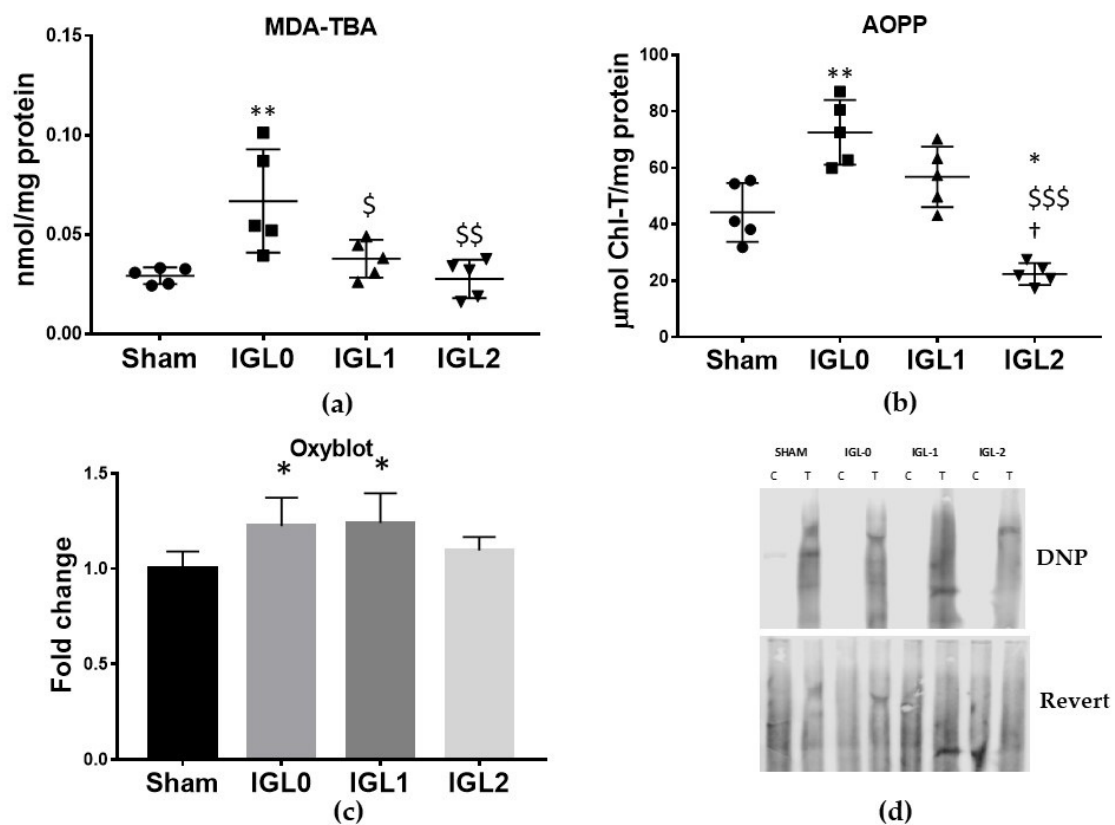 MDA-TBA
nmol/mg protein
0.15
0.10
0.05
0.00
**
$
$$
Sham IGL0 IGL1 IGL2
(a)
AOPP
µmol Chl-T/mg protein
100
80
60
40
20
0
**
*
$$$
†
Sham IGL0 IGL1 IGL2
(b)
Oxyblot
Fold change
1.5
1.0
0.5
0.0
* *
Sham IGL0 IGL1 IGL2
(c)
SHAM IGL-0 IGL-1 IGL-2
C T C T C T C T
DNP
Revert
(d)